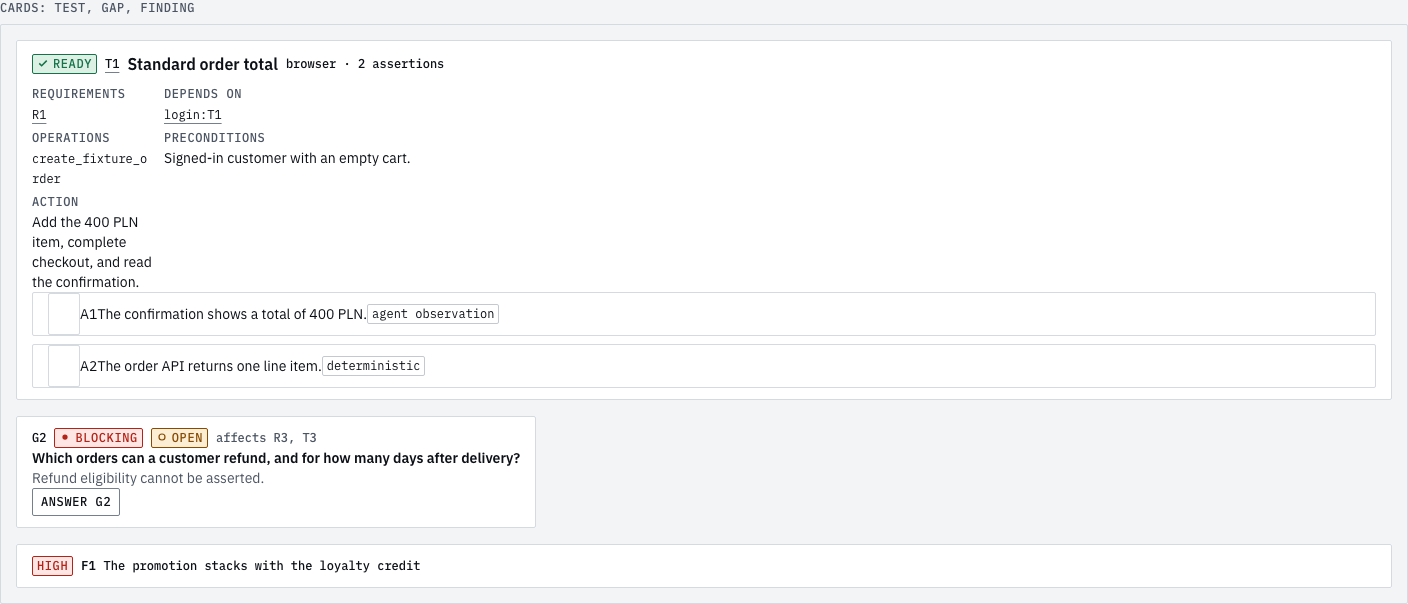 CARDS: TEST, GAP, FINDING
READY T1 Standard order total browser · 2 assertions
REQUIREMENTS DEPENDS ON
R1 login:T1
OPERATIONS PRECONDITIONS
create_fixture_o Signed-in customer with an empty cart.
rder
ACTION
Add the 400 PLN
item, complete
checkout, and read
the confirmation.
A1The confirmation shows a total of 400 PLN. agent observation
A2The order API returns one line item. deterministic
G2 BLOCKING OPEN affects R3, T3
Which orders can a customer refund, and for how many days after delivery?
Refund eligibility cannot be asserted.
ANSWER G2
HIGH F1 The promotion stacks with the loyalty credit